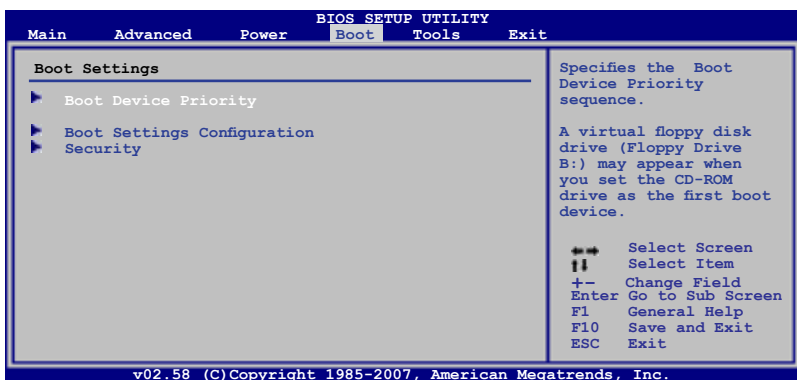 BIOS SETUP UTILITY
Main Advanced Power Boot Tools Exit
Boot Settings
Boot Device Priority
Boot Settings Configuration
Security
Specifies the Boot
Device Priority
sequence.
A virtual floppy disk
drive (Floppy Drive
B:) may appear when
you set the CD-ROM
drive as the first boot
device.
←→ Select Screen
↑↓ Select Item
+- Change Field
Enter Go to Sub Screen
F1 General Help
F10 Save and Exit
ESC Exit
v02.58 (C)Copyright 1985-2007, American Megatrends, Inc.